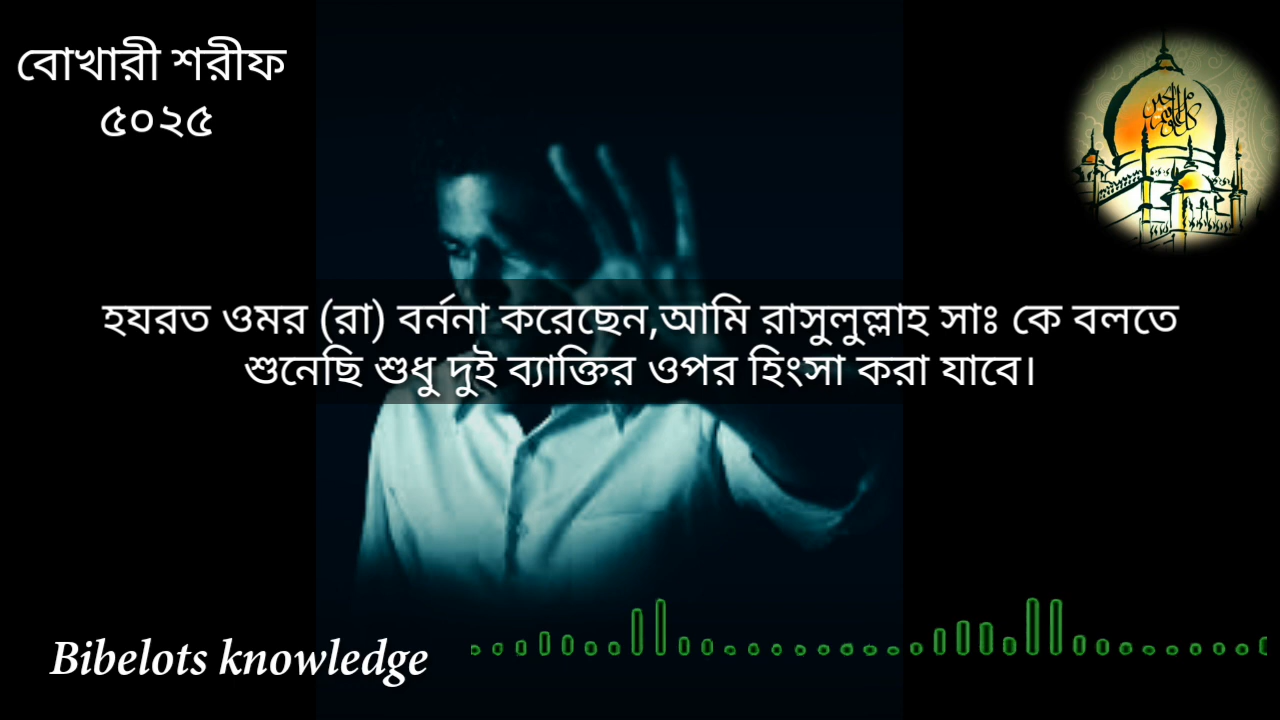 বোখারী শরীফ
৫০২৫
হযরত ওমর (রা) বর্ননা করেছেন,আমি রাসুলুল্লাহ সাঃ কে বলতে
শুনেছি শুধু দুই ব্যাক্তির ওপর হিংসা করা যাবে।
Bibelots knowledge